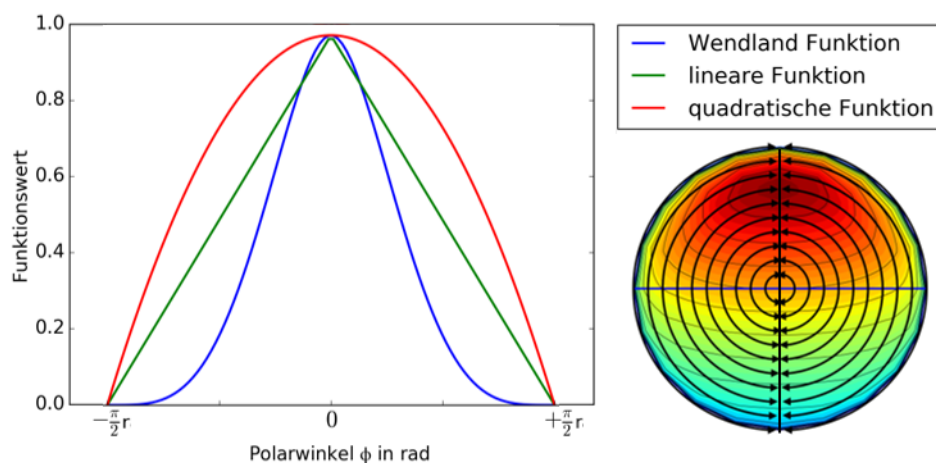 1.0
0.8
0.6
0.4
0.2
0.0
Funktionswert
−π/2 r
0
+π/2 r
Polarwinkel ϕ in rad
Wendland Funktion
lineare Funktion
quadratische Funktion